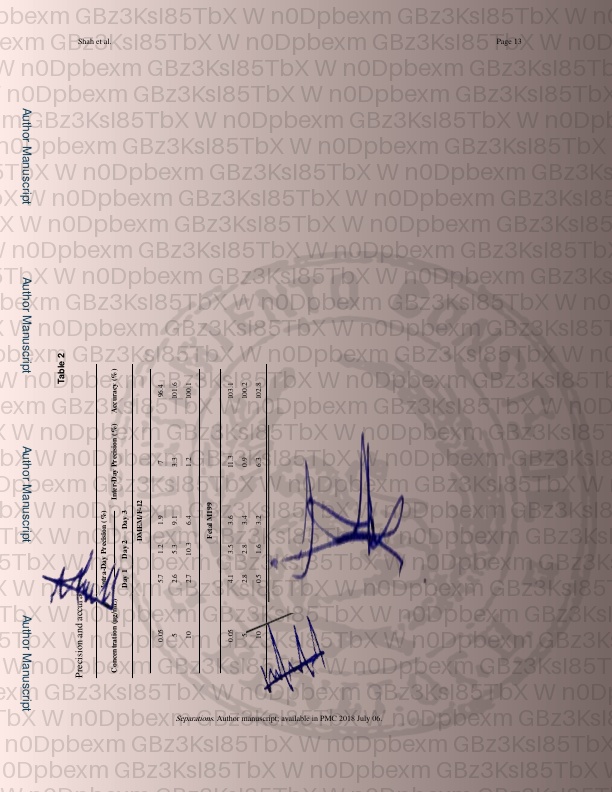 Shah et al.
Page 13
Author Manuscript
Author Manuscript
Author Manuscript
Author Manuscript
Table 2
Precision and
Concentration (µg/mL) Intra-Day Precision (%) Inter-Day Precision (%) Accuracy (%)
Day 1 Day 2 Day 3
DMEM/F-12
0.05 5.7 1.2 1.9 7 96.4
5 2.6 5.3 9.1 3.3 101.6
10 2.7 10.3 6.4 1.2 100.1
Fetal M199
0.05 4.1 3.5 3.6 11.3 103.1
5 2.8 2.8 3.4 0.9 100.2
10 0.5 1.6 3.2 6.3 102.8
Separations. Author manuscript; available in PMC 2018 July 06.
W n0Dpbexm GBz3KsI85TbX W n0Dpbexm